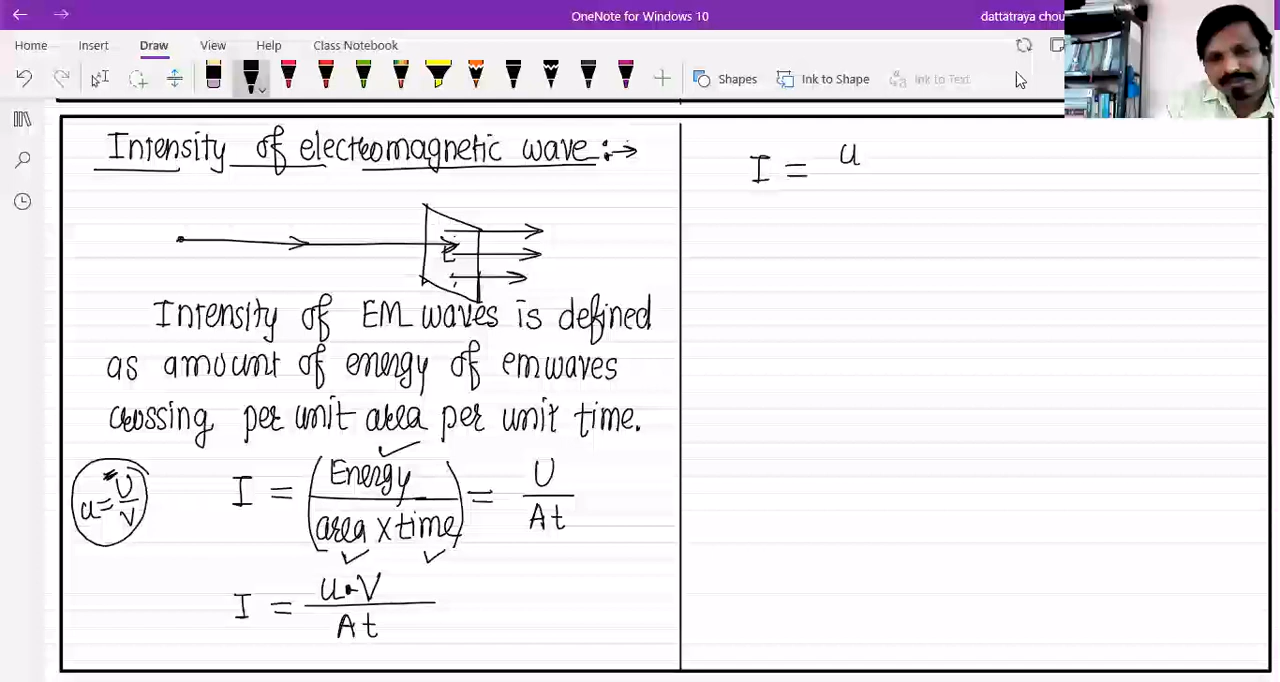 OneNote for Windows 10
dattatraya chou
Home Insert Draw View Help Class Notebook
Shapes Ink to Shape Ink to Text
Intensity of electromagnetic wave :→
Intensity of EM waves is defined
as amount of energy of emwaves
crossing per unit area per unit time.
u = U/V
I = (Energy / area X time) = U / At
I = u.V / At
I = u